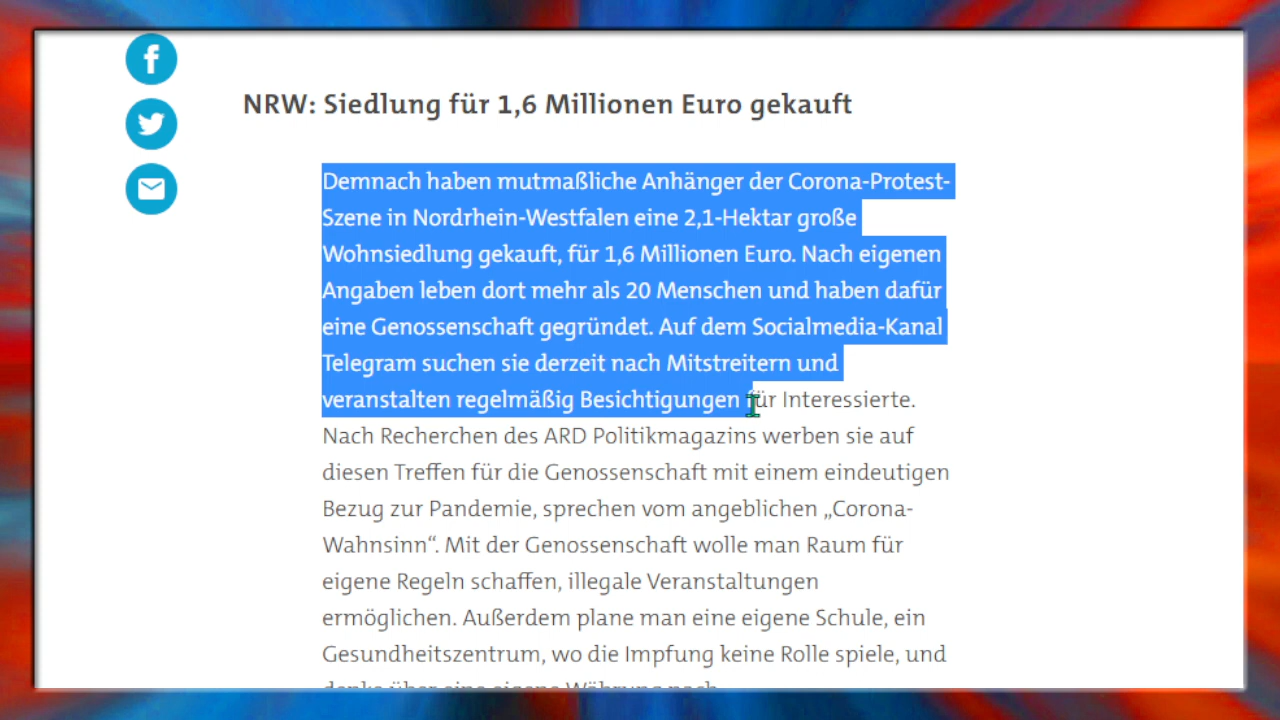 NRW: Siedlung für 1,6 Millionen Euro gekauft
Demnach haben mutmaßliche Anhänger der Corona-Protest-
Szene in Nordrhein-Westfalen eine 2,1-Hektar große
Wohnsiedlung gekauft, für 1,6 Millionen Euro. Nach eigenen
Angaben leben dort mehr als 20 Menschen und haben dafür
eine Genossenschaft gegründet. Auf dem Socialmedia-Kanal
Telegram suchen sie derzeit nach Mitstreitern und
veranstalten regelmäßig Besichtigungen für Interessierte.
Nach Recherchen des ARD Politikmagazins werben sie auf
diesen Treffen für die Genossenschaft mit einem eindeutigen
Bezug zur Pandemie, sprechen vom angeblichen „Corona-
Wahnsinn“. Mit der Genossenschaft wolle man Raum für
eigene Regeln schaffen, illegale Veranstaltungen
ermöglichen. Außerdem plane man eine eigene Schule, ein
Gesundheitszentrum, wo die Impfung keine Rolle spiele, und
denke über eine eigene Währung nach.